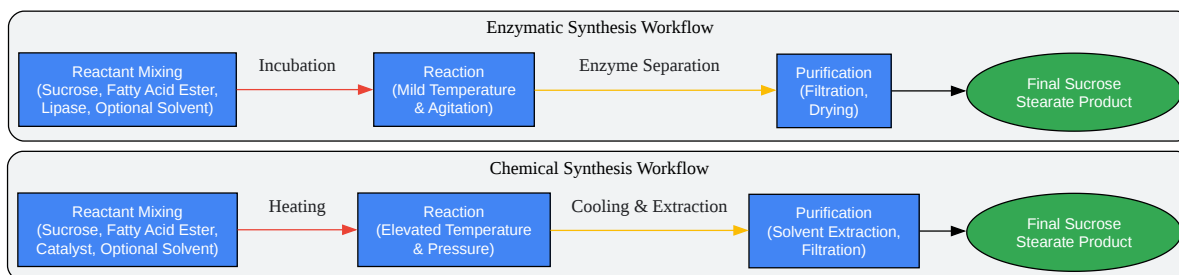 Enzymatic Synthesis Workflow
Reactant Mixing
(Sucrose, Fatty Acid Ester,
Lipase, Optional Solvent)
Incubation
Reaction
(Mild Temperature
& Agitation)
Enzyme Separation
Purification
(Filtration,
Drying)
Final Sucrose
Stearate Product
Chemical Synthesis Workflow
Reactant Mixing
(Sucrose, Fatty Acid Ester,
Catalyst, Optional Solvent)
Heating
Reaction
(Elevated Temperature
& Pressure)
Cooling & Extraction
Purification
(Solvent Extraction,
Filtration)
Final Sucrose
Stearate Product